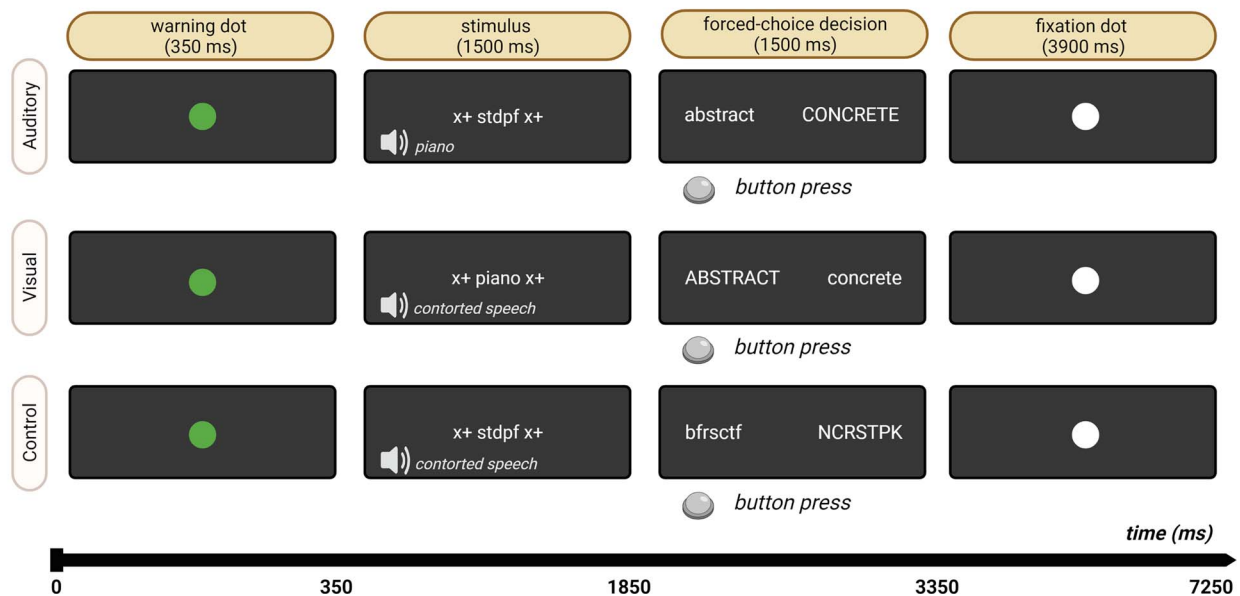 warning dot
(350 ms)
stimulus
(1500 ms)
forced-choice decision
(1500 ms)
fixation dot
(3900 ms)
Auditory
x+ stdpf x+
piano
abstract CONCRETE
button press
Visual
x+ piano x+
contorted speech
ABSTRACT concrete
button press
Control
x+ stdpf x+
contorted speech
bfrsctf NCRSTPK
button press
time (ms)
0 350 1850 3350 7250